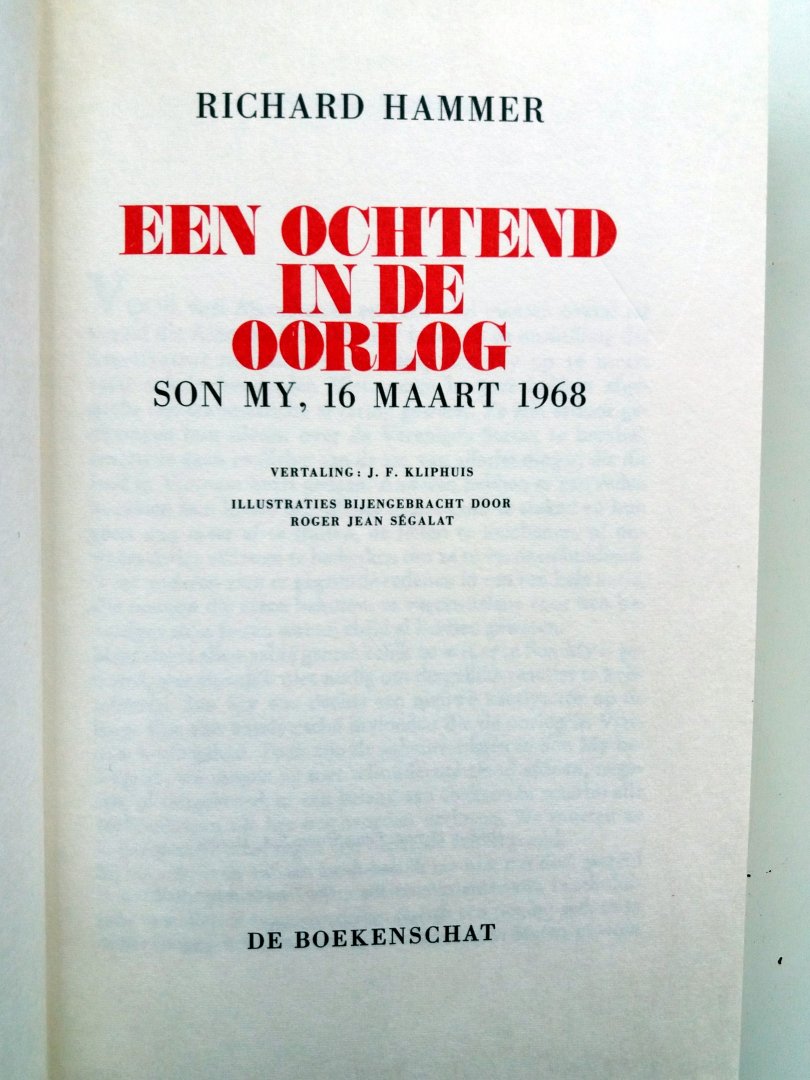 RICHARD HAMMER
EEN OCHTEND
IN DE
OORLOG
SON MY, 16 MAART 1968
VERTALING: J. F. KLIPHUIS
ILLUSTRATIES BIJENGEBRACHT DOOR
ROGER JEAN SÉGALAT
DE BOEKENSCHAT